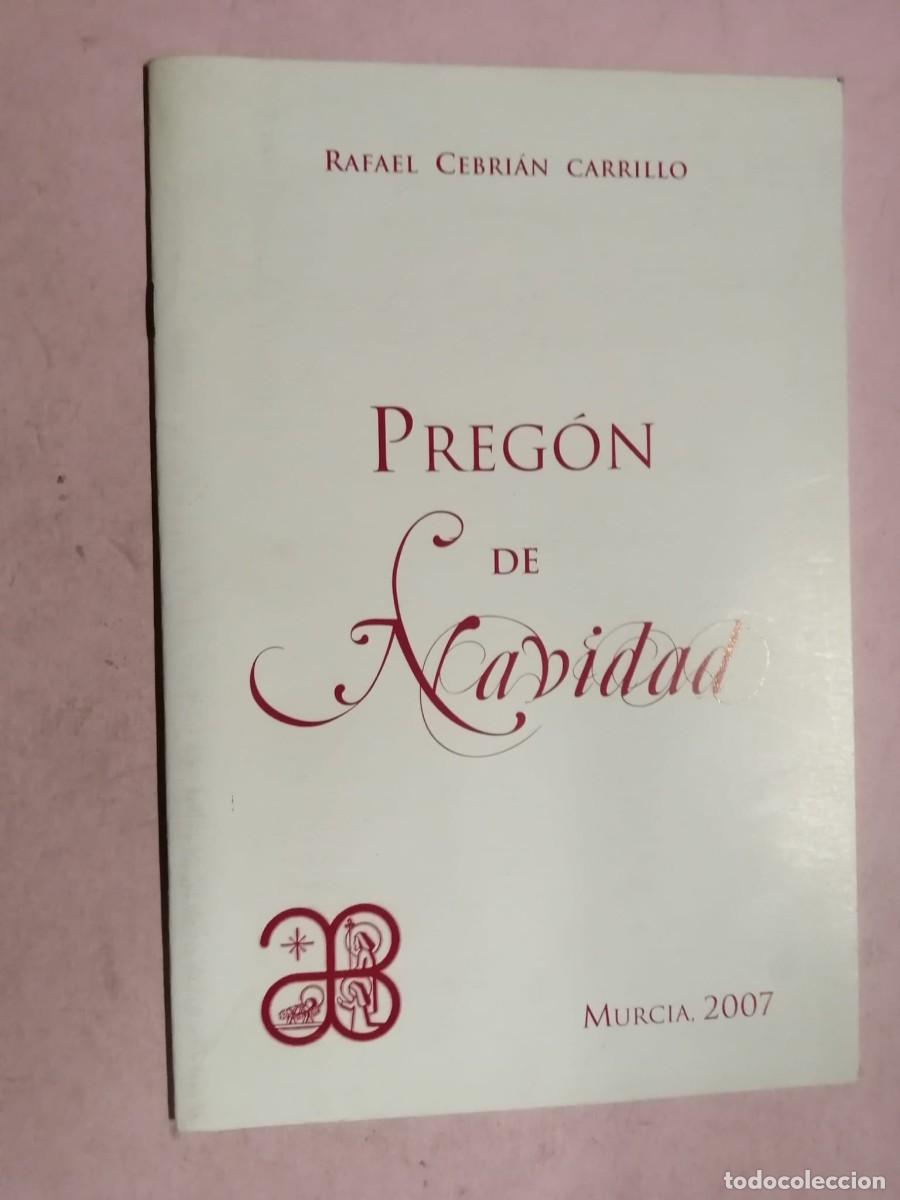 Rafael Cebrián Carrillo
Pregón
de
Navidad
Murcia, 2007
todocoleccion